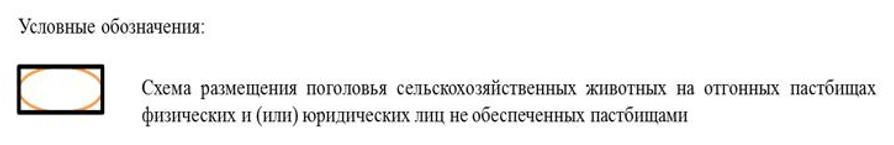 Условные обозначения:
Схема размещения поголовья сельскохозяйственных животных на отгонных пастбищах
физических и (или) юридических лиц не обеспеченных пастбищами